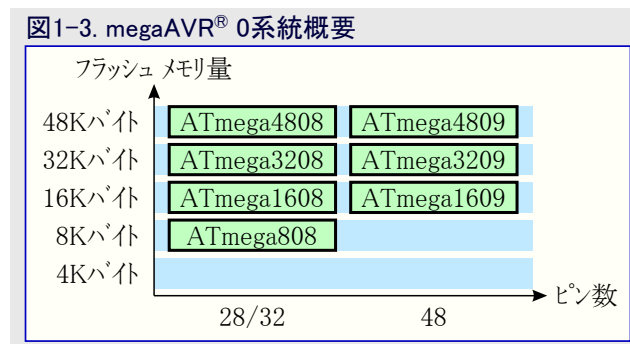 図1-3. megaAVR® 0系統概要
フラッシュ メモリ量
48Kバイト ATmega4808 ATmega4809
32Kバイト ATmega3208 ATmega3209
16Kバイト ATmega1608 ATmega1609
8Kバイト ATmega808
4Kバイト
ピン数
28/32 48